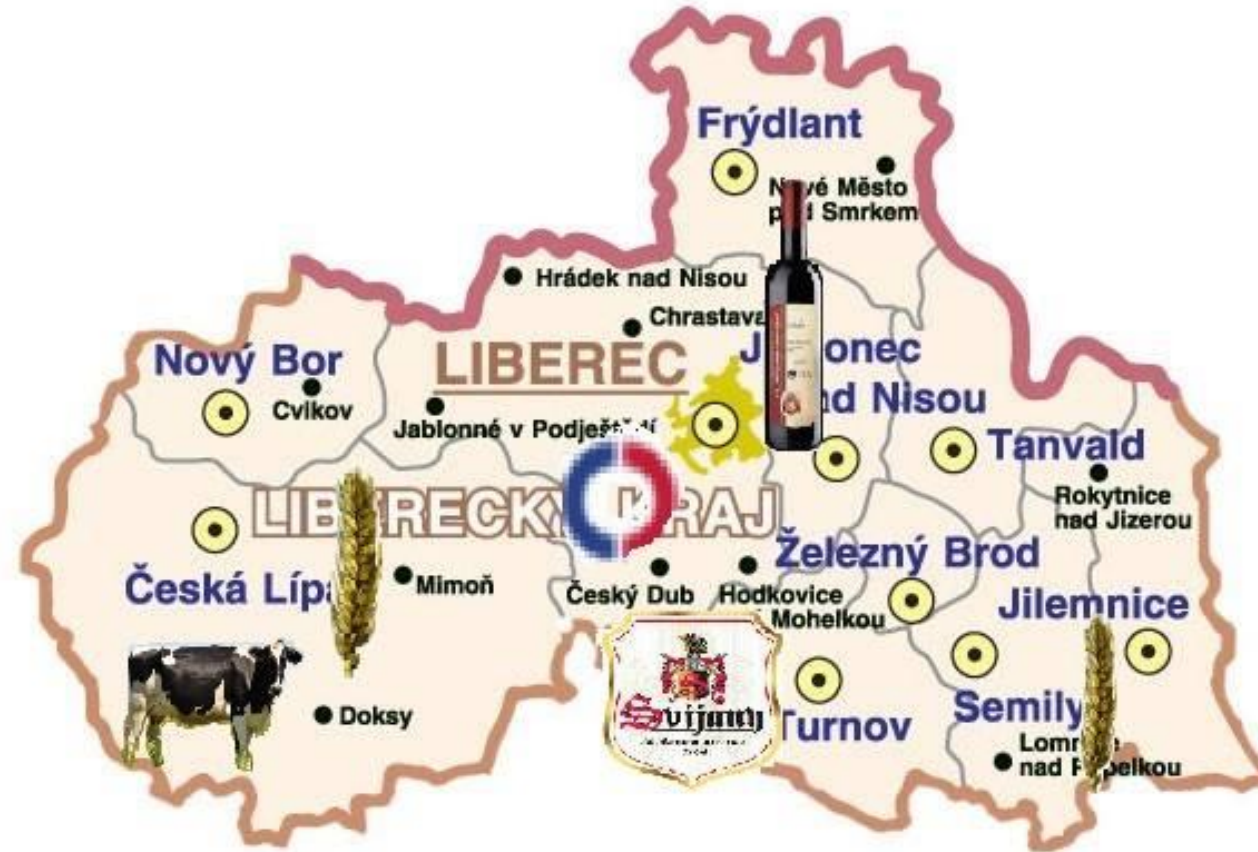 Frýdlant
Nové Město
pod Smrkem
Hrádek nad Nisou
Chrastava
Nový Bor
LIBEREC
Jablonec
nad Nisou
Cvikov
Jablonné v Podještědí
Tanvald
Rokytnice
nad Jizerou
LIBERECKÝ KRAJ
Česká Lípa
Mimoň
Český Dub
Hodkovice
Mohelkou
Železný Brod
Jilemnice
Svijany
Doksy
Turnov
Semily
Lomnice
nad Popelkou